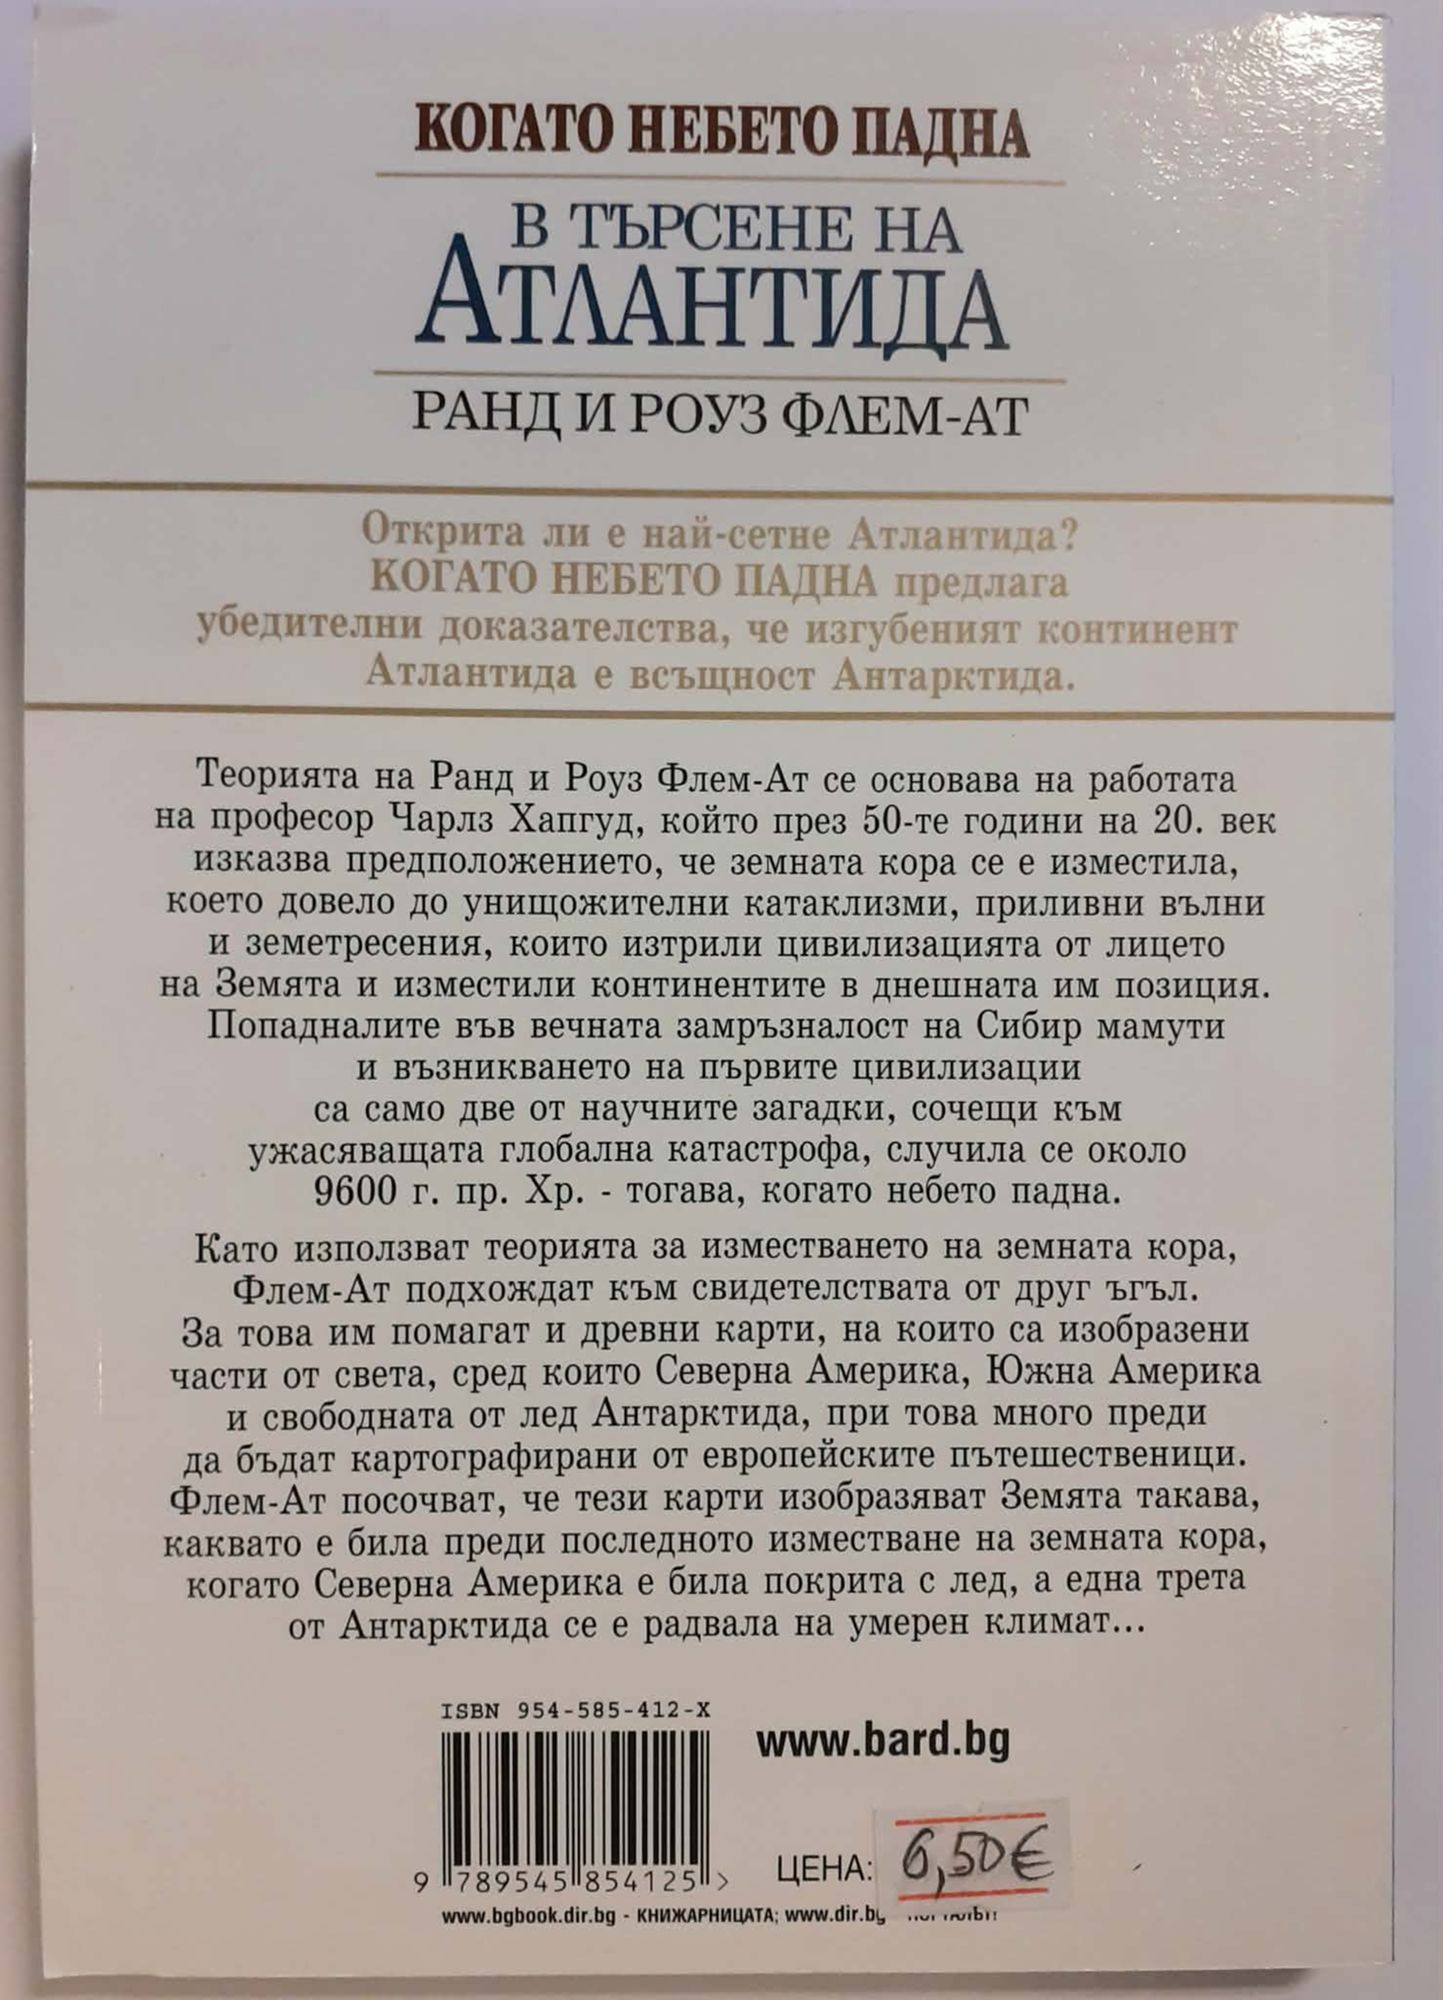 КОГАТО НЕБЕТО ПАДНА
В ТЪРСЕНЕ НА
АТЛАНТИДА
РАНД И РОУЗ ФЛЕМ-АТ
Открита ли е най-сетне Атлантида?
КОГАТО НЕБЕТО ПАДНА предлага
убедителни доказателства, че изгубеният континент
Атлантида е всъщност Антарктида.
Теорията на Ранд и Роуз Флем-Ат се основава на работата
на професор Чарлз Хапгуд, който през 50-те години на 20. век
изказва предположението, че земната кора се е изместила,
което довело до унищожителни катаклизми, приливни вълни
и земетресения, които изтрили цивилизацията от лицето
на Земята и изместили континентите в днешната им позиция.
Попадналите във вечната замръзналост на Сибир мамути
и възникването на първите цивилизации
са само две от научните загадки, сочещи към
ужасяващата глобална катастрофа, случила се около
9600 г. пр. Хр. - тогава, когато небето падна.
Като използват теорията за изместването на земната кора,
Флем-Ат подхождат към свидетелствата от друг ъгъл.
За това им помагат и древни карти, на които са изобразени
части от света, сред които Северна Америка, Южна Америка
и свободната от лед Антарктида, при това много преди
да бъдат картографирани от европейските пътешественици.
Флем-Ат посочват, че тези карти изобразяват Земята такава,
каквато е била преди последното изместване на земната кора,
когато Северна Америка е била покрита с лед, а една трета
от Антарктида се е радвала на умерен климат...
ISBN 954-585-412-X
www.bard.bg
ЦЕНА: 6,50€
9 789545 854125 >
www.bgbook.dir.bg - КНИЖАРНИЦАТА; www.dir.bg